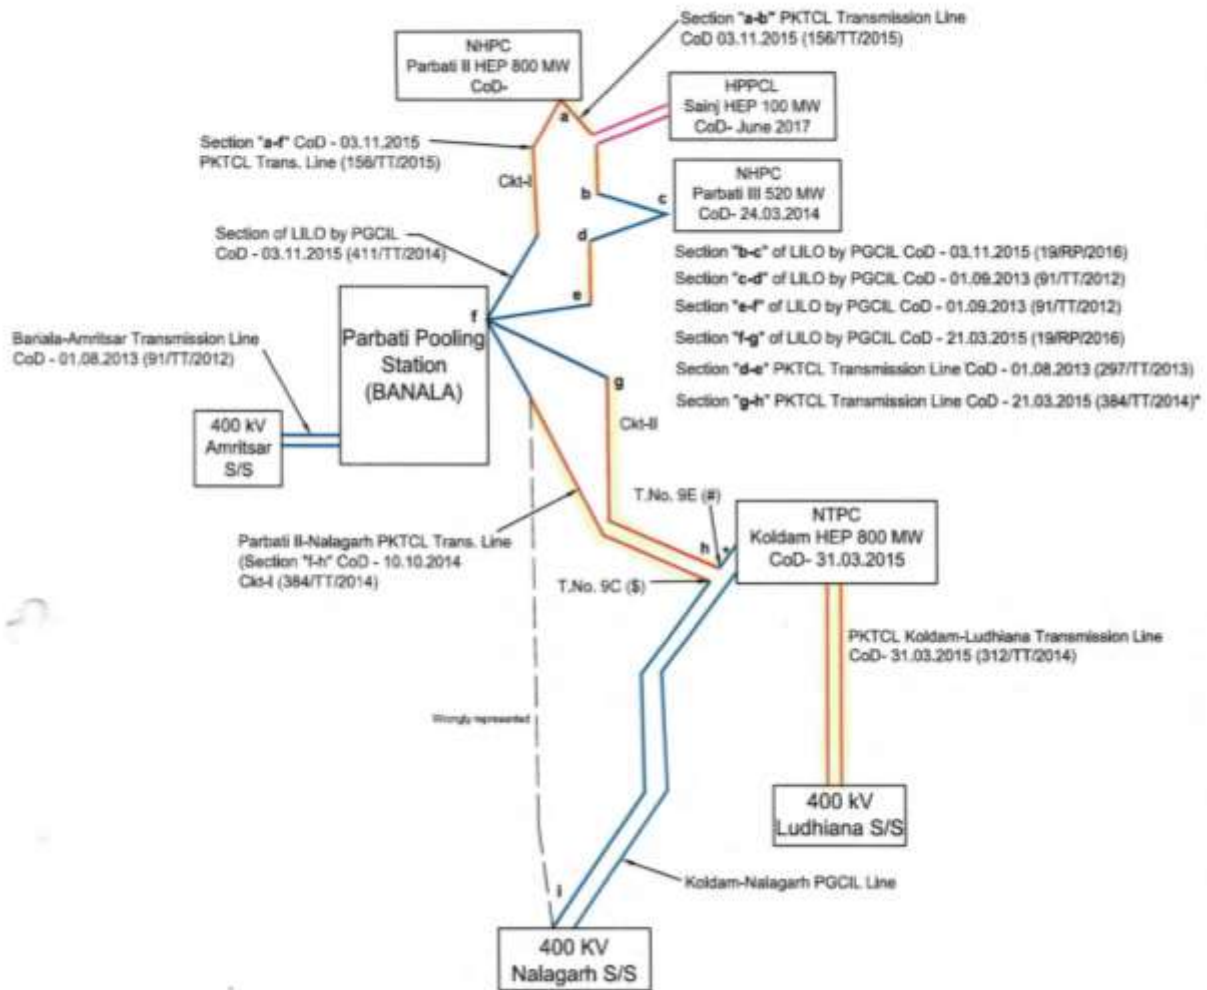 Section "a-b" PKTCL Transmission Line
CoD 03.11.2015 (156/TT/2015)
NHPC
Parbati II HEP 800 MW
CoD-
HPPCL
Sainj HEP 100 MW
CoD- June 2017
a
Section "a-f" CoD - 03.11.2015
PKTCL Trans. Line (156/TT/2015)
Ckt-I
b
c
NHPC
Parbati III 520 MW
CoD- 24.03.2014
d
Section of LILO by PGCIL
CoD - 03.11.2015 (411/TT/2014)
Section "b-c" of LILO by PGCIL CoD - 03.11.2015 (19/RP/2016)
Section "c-d" of LILO by PGCIL CoD - 01.09.2013 (91/TT/2012)
Section "e-f" of LILO by PGCIL CoD - 01.09.2013 (91/TT/2012)
Section "f-g" of LILO by PGCIL CoD - 21.03.2015 (19/RP/2016)
Section "d-e" PKTCL Transmission Line CoD - 01.08.2013 (297/TT/2013)
Section "g-h" PKTCL Transmission Line CoD - 21.03.2015 (384/TT/2014)*
e
f
Parbati Pooling
Station
(BANALA)
Banala-Amritsar Transmission Line
CoD - 01.08.2013 (91/TT/2012)
g
400 kV
Amritsar
S/S
Ckt-II
T.No. 9E (#)
h
*
NTPC
Koldam HEP 800 MW
CoD- 31.03.2015
Parbati II-Nalagarh PKTCL Trans. Line
(Section "f-h" CoD - 10.10.2014
Ckt-I (384/TT/2014)
T.No. 9C ($)
PKTCL Koldam-Ludhiana Transmission Line
CoD- 31.03.2015 (312/TT/2014)
Wrongly represented
400 kV
Ludhiana S/S
Koldam-Nalagarh PGCIL Line
i
400 KV
Nalagarh S/S